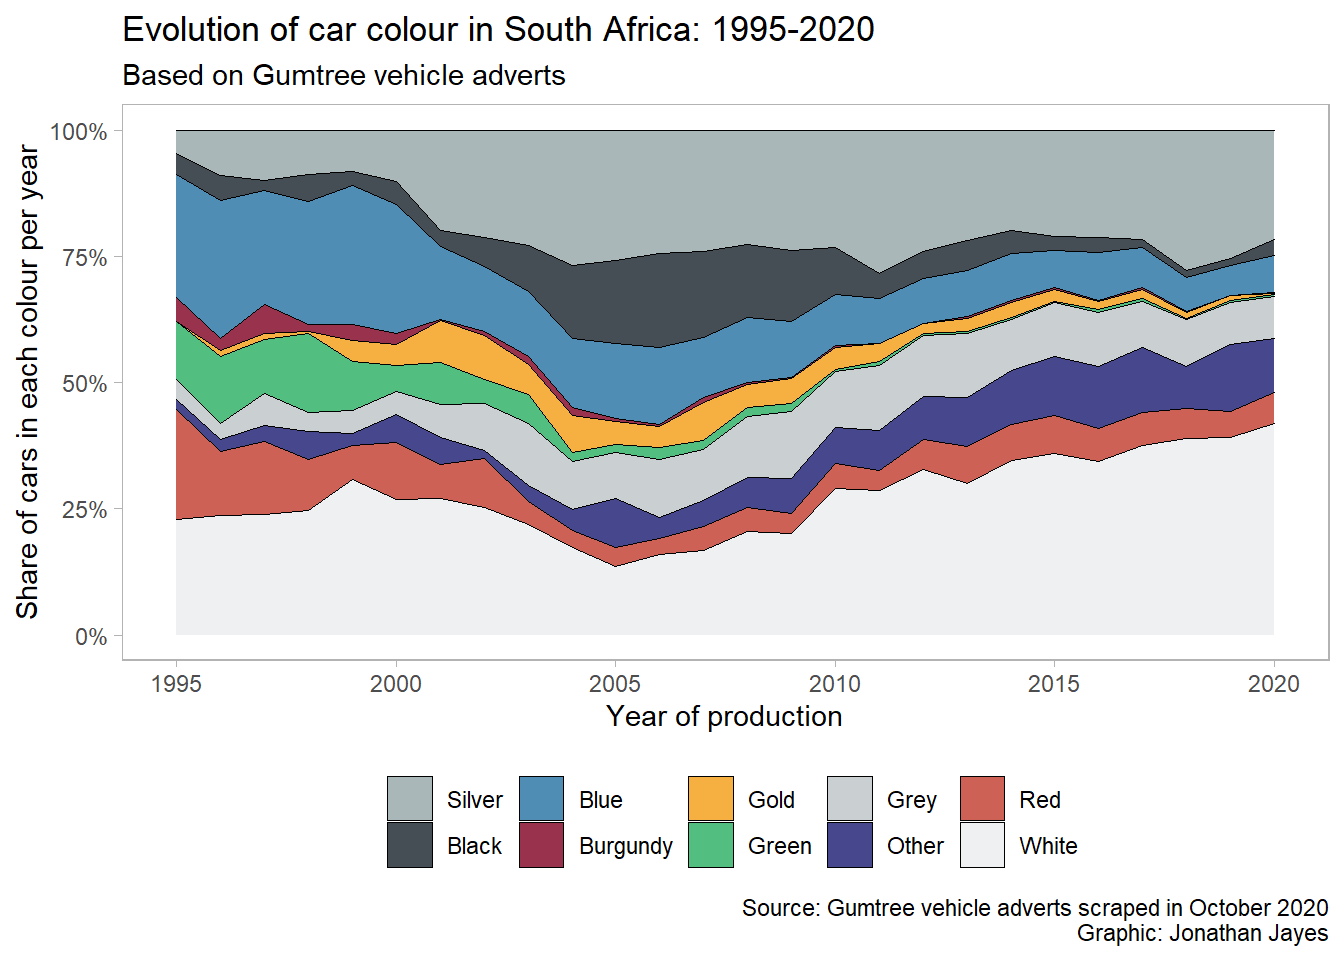 Evolution of car colour in South Africa: 1995-2020
Based on Gumtree vehicle adverts
Share of cars in each colour per year
100%
75%
50%
25%
0%
1995 2000 2005 2010 2015 2020
Year of production
Silver Blue Gold Grey Red
Black Burgundy Green Other White
Source: Gumtree vehicle adverts scraped in October 2020
Graphic: Jonathan Jayes